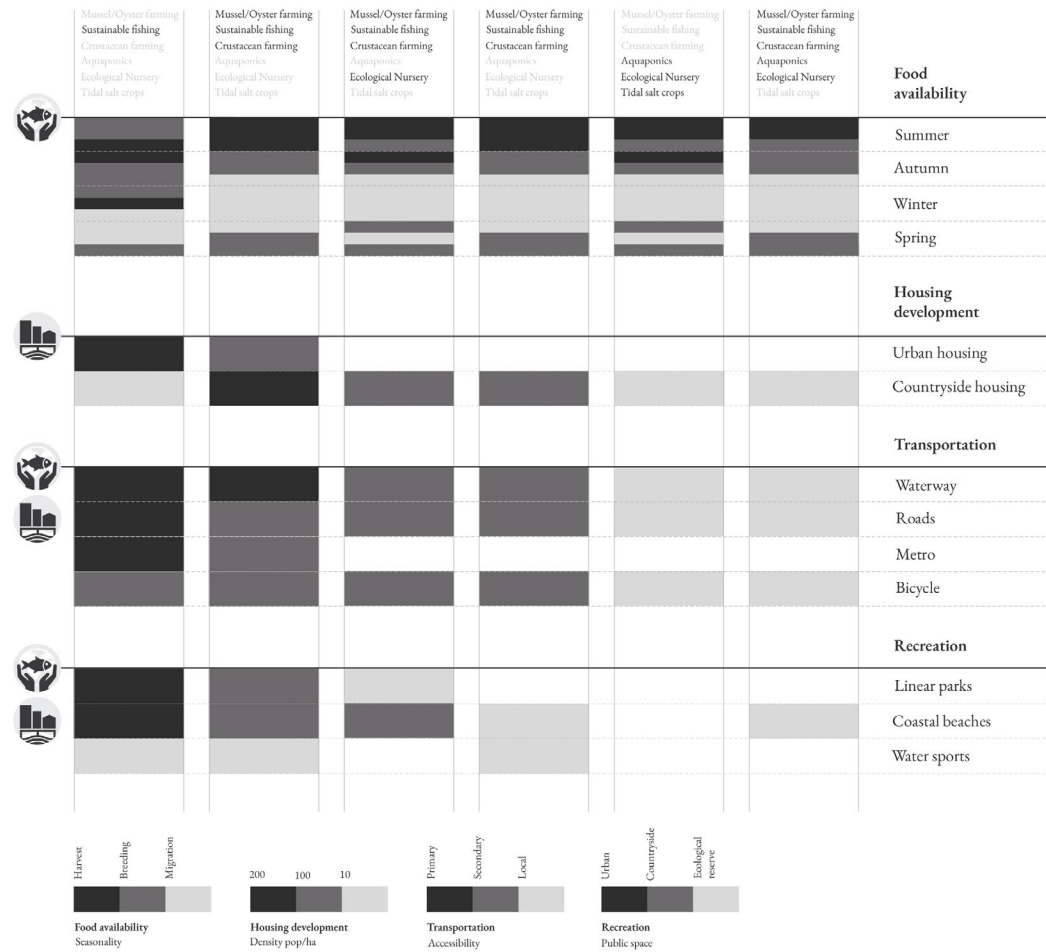 Mussel/Oyster farming
Sustainable fishing
Crustacean farming
Aquaponics
Ecological Nursery
Tidal salt crops
Mussel/Oyster farming
Sustainable fishing
Crustacean farming
Aquaponics
Ecological Nursery
Tidal salt crops
Mussel/Oyster farming
Sustainable fishing
Crustacean farming
Aquaponics
Ecological Nursery
Tidal salt crops
Mussel/Oyster farming
Sustainable fishing
Crustacean farming
Aquaponics
Ecological Nursery
Tidal salt crops
Mussel/Oyster farming
Sustainable fishing
Crustacean farming
Aquaponics
Ecological Nursery
Tidal salt crops
Mussel/Oyster farming
Sustainable fishing
Crustacean farming
Aquaponics
Ecological Nursery
Tidal salt crops
Food
availability
Summer
Autumn
Winter
Spring
Housing
development
Urban housing
Countryside housing
Transportation
Waterway
Roads
Metro
Bicycle
Recreation
Linear parks
Coastal beaches
Water sports
Harvest
Breeding
Migration
Food availability
Seasonality
200
100
10
Housing development
Density pop/ha
Primary
Secondary
Local
Transportation
Accessibility
Urban
Countryside
Ecological
reserve
Recreation
Public space